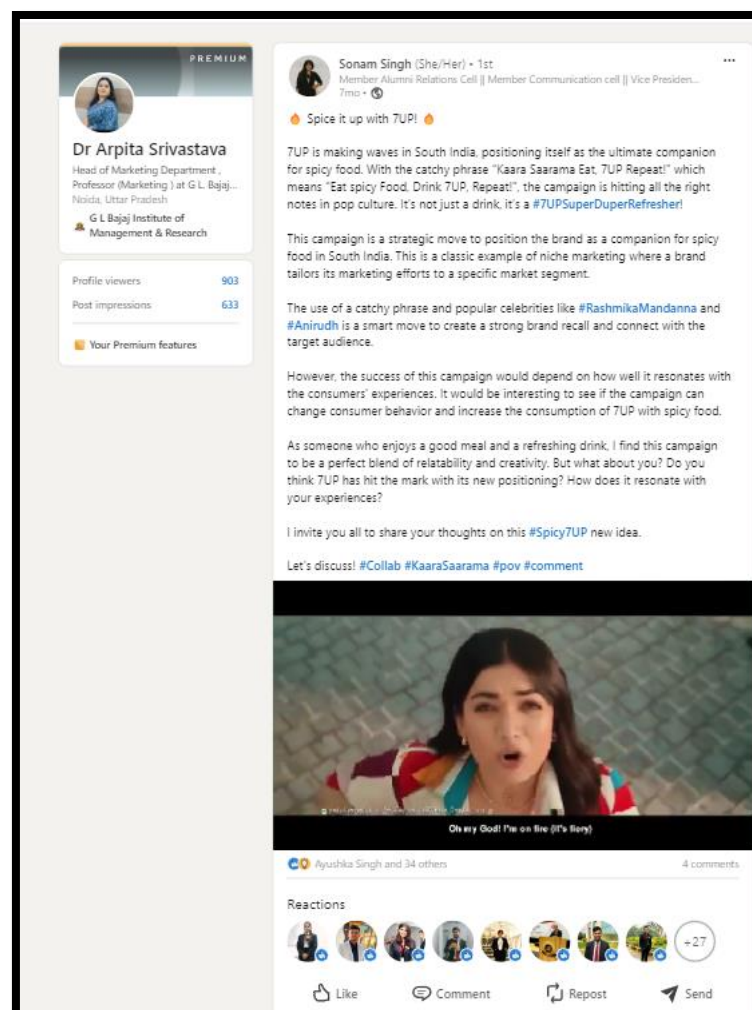 PREMIUM
Dr Arpita Srivastava
Head of Marketing Department ,
Professor (Marketing ) at G L Bajaj...
Noida, Uttar Pradesh
G L Bajaj Institute of
Management & Research
Profile viewers 903
Post impressions 633
Your Premium features
Sonam Singh (She/Her) • 1st
Member Alumni Relations Cell || Member Communication cell || Vice Presiden...
7mo •
🔥 Spice it up with 7UP! 🔥
7UP is making waves in South India, positioning itself as the ultimate companion
for spicy food. With the catchy phrase "Kaara Saarama Eat, 7UP Repeat!" which
means "Eat spicy Food, Drink 7UP, Repeat!", the campaign is hitting all the right
notes in pop culture. It's not just a drink, it's a #7UPSuperDuperRefresher!
This campaign is a strategic move to position the brand as a companion for spicy
food in South India. This is a classic example of niche marketing where a brand
tailors its marketing efforts to a specific market segment.
The use of a catchy phrase and popular celebrities like #RashmikaMandanna and
#Anirudh is a smart move to create a strong brand recall and connect with the
target audience.
However, the success of this campaign would depend on how well it resonates with
the consumers' experiences. It would be interesting to see if the campaign can
change consumer behavior and increase the consumption of 7UP with spicy food.
As someone who enjoys a good meal and a refreshing drink, I find this campaign
to be a perfect blend of relatability and creativity. But what about you? Do you
think 7UP has hit the mark with its new positioning? How does it resonate with
your experiences?
I invite you all to share your thoughts on this #Spicy7UP new idea.
Let's discuss! #Collab #KaaraSaarama #pov #comment
Oh my God! I'm on fire (It's fiery)
Ayushka Singh and 34 others
4 comments
Reactions
+27
Like Comment Repost Send